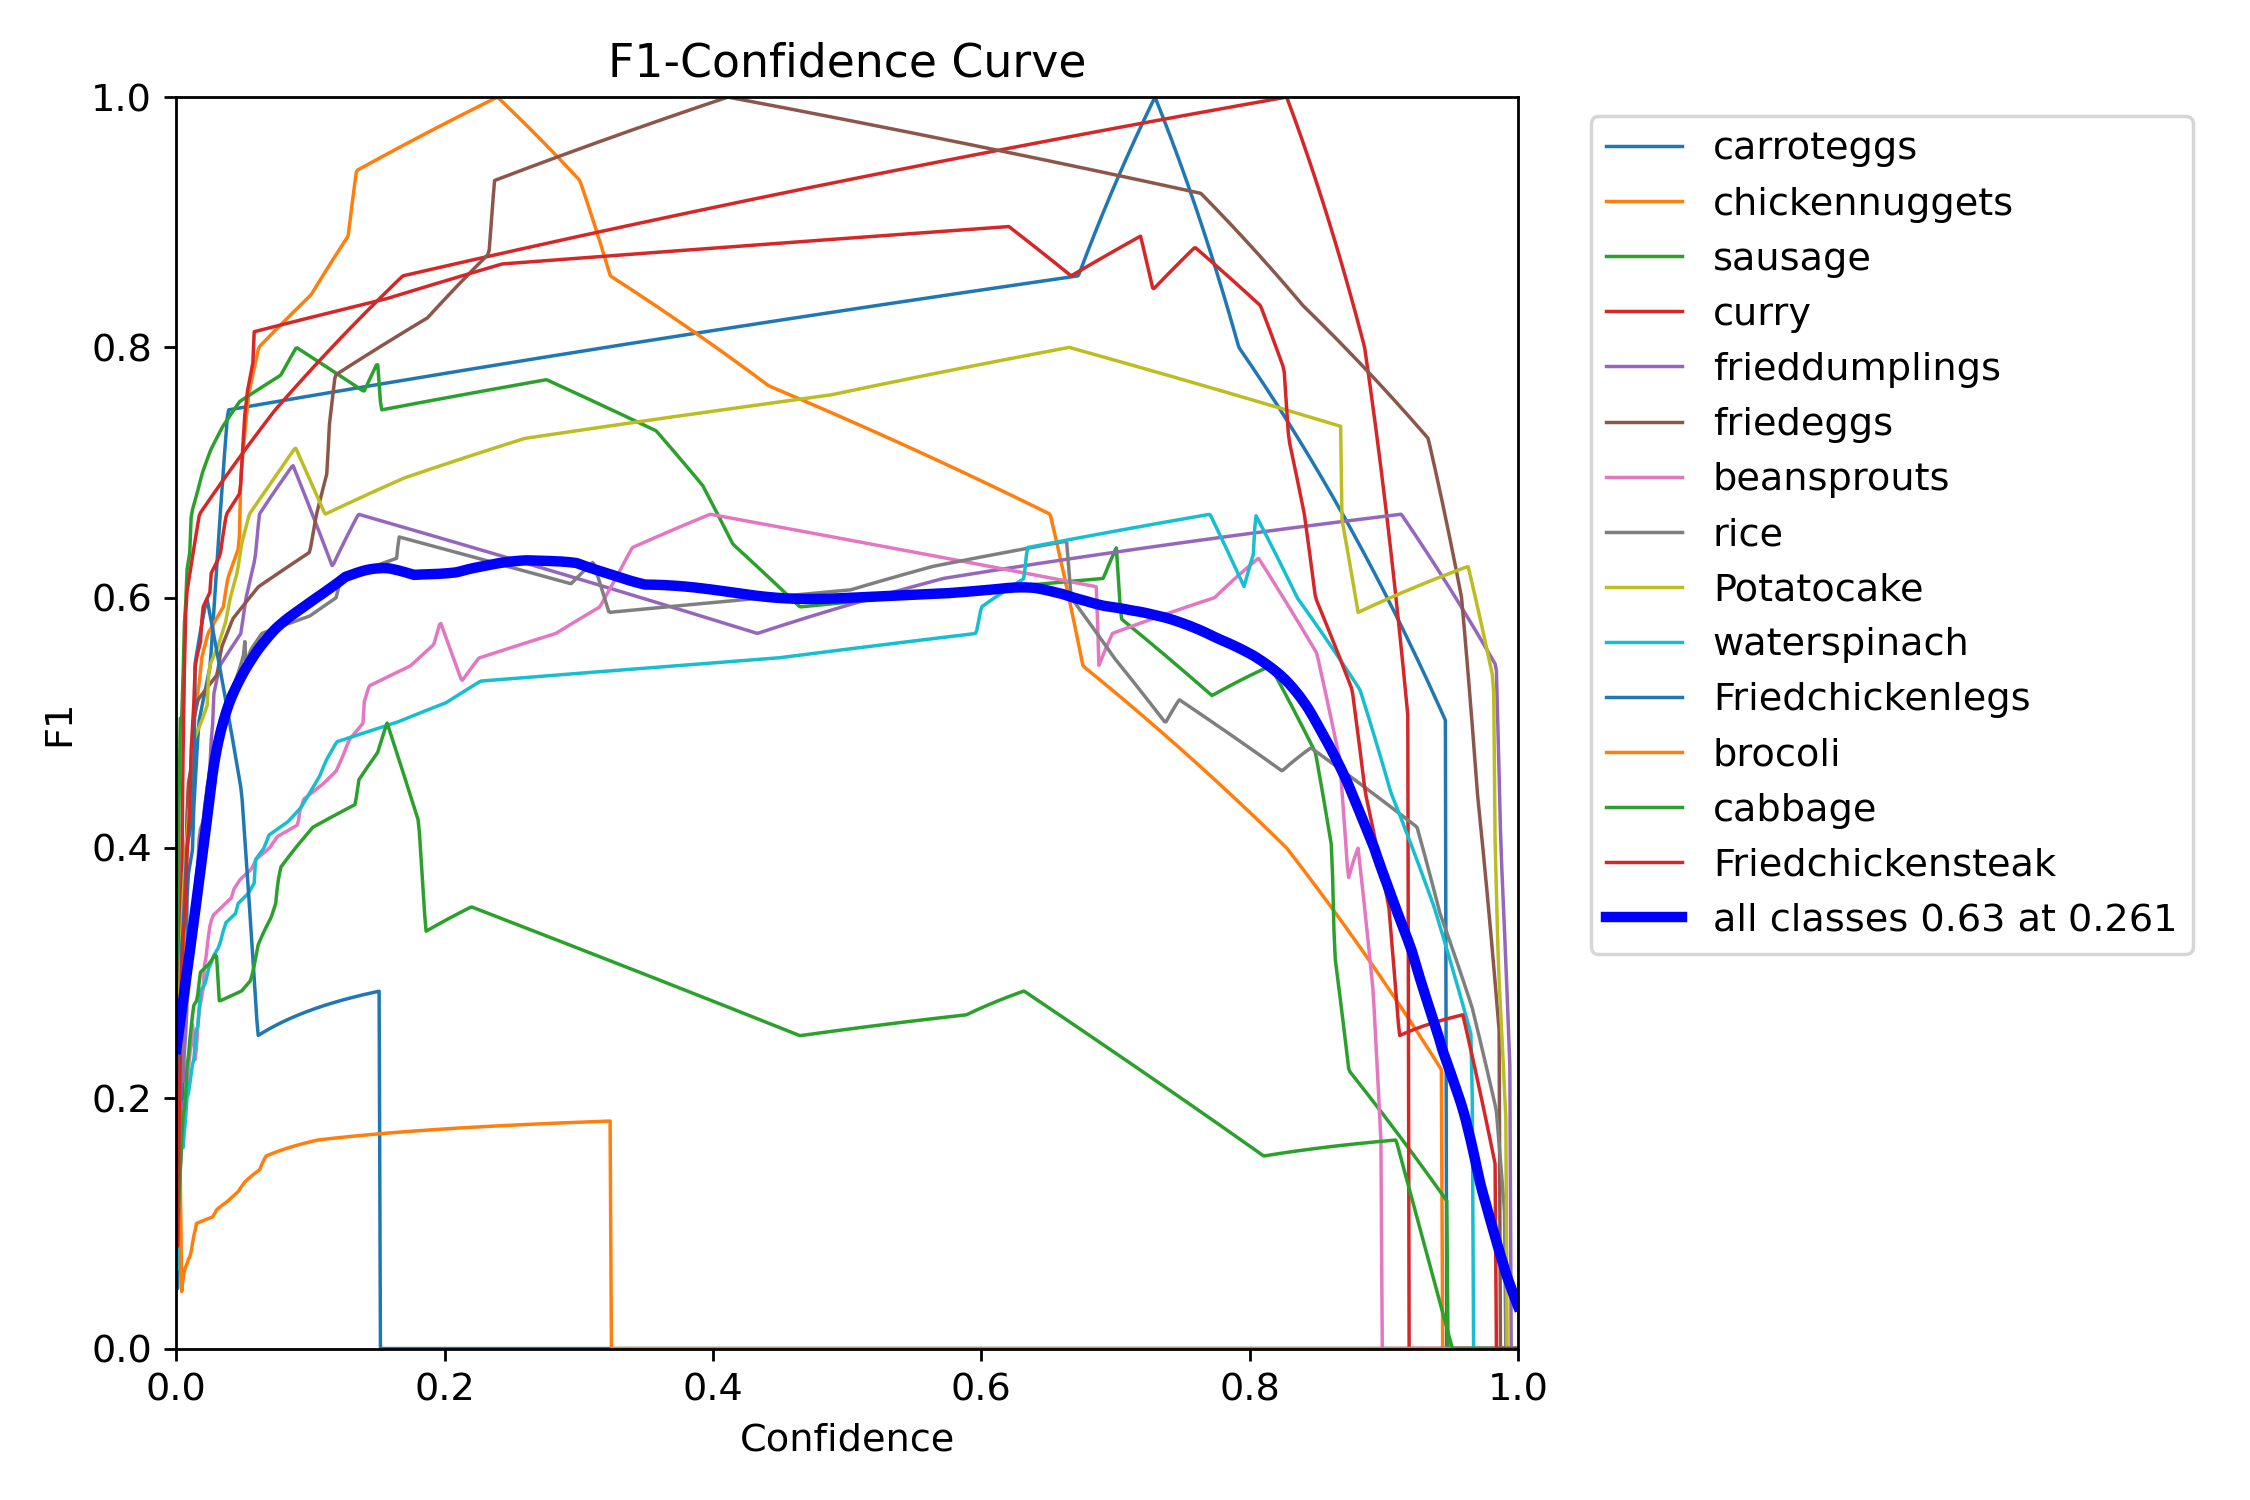 F1-Confidence Curve
1.0
0.8
0.6
0.4
0.2
0.0
F1
0.0 0.2 0.4 0.6 0.8 1.0
Confidence
carroteggs
chickennuggets
sausage
curry
frieddumplings
friedeggs
beansprouts
rice
Potatocake
waterspinach
Friedchickenlegs
brocoli
cabbage
Friedchickensteak
all classes 0.63 at 0.261